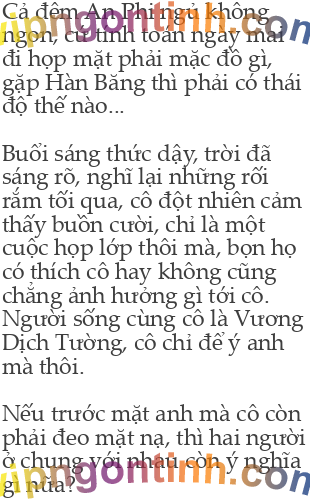 Cả đêm An Phi ngủ không
ngon, cứ tính toán ngày mai
đi họp mặt phải mặc đồ gì,
gặp Hàn Băng thì phải có thái
độ thế nào...
Buổi sáng thức dậy, trời đã
sáng rõ, nghĩ lại những rối
rắm tối qua, cô đột nhiên cảm
thấy buồn cười, chỉ là một
cuộc họp lớp thôi mà, bọn họ
có thích cô hay không cũng
chẳng ảnh hưởng gì tới cô.
Người sống cùng cô là Vương
Dịch Tường, cô chỉ để ý anh
mà thôi.
Nếu trước mặt anh mà cô còn
phải đeo mặt nạ, thì hai người
ở chung với nhau còn ý nghĩa
gì nữa?
vipngontinh.com
vipngontinh.com